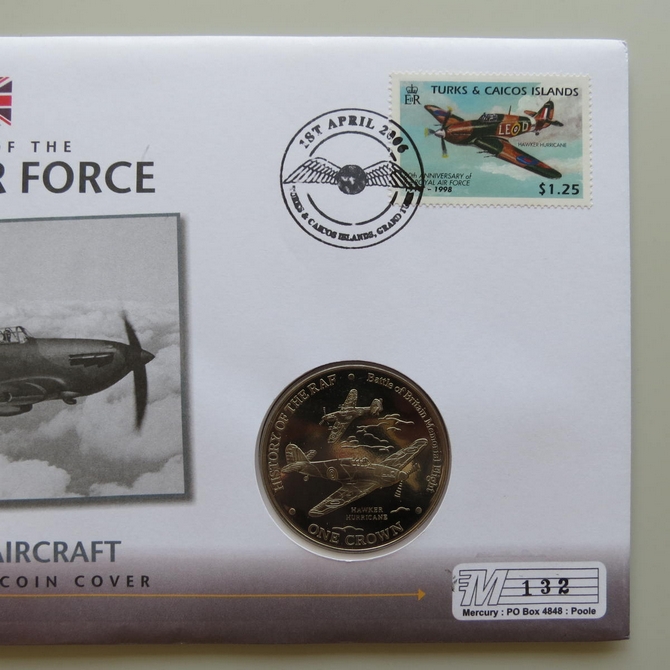 OF THE
R FORCE
AIRCRAFT
COIN COVER
1ST APRIL 2006
TURKS & CAICOS ISLANDS, GRAND TURK
TURKS & CAICOS ISLANDS
E R
LE D
HAWKER HURRICANE
ANNIVERSARY of
ROYAL AIR FORCE
- 1998
$1.25
HISTORY OF THE RAF
Battle of Britain Memorial Flight
HAWKER
HURRICANE
ONE CROWN
M 132
Mercury : PO Box 4848 : Poole